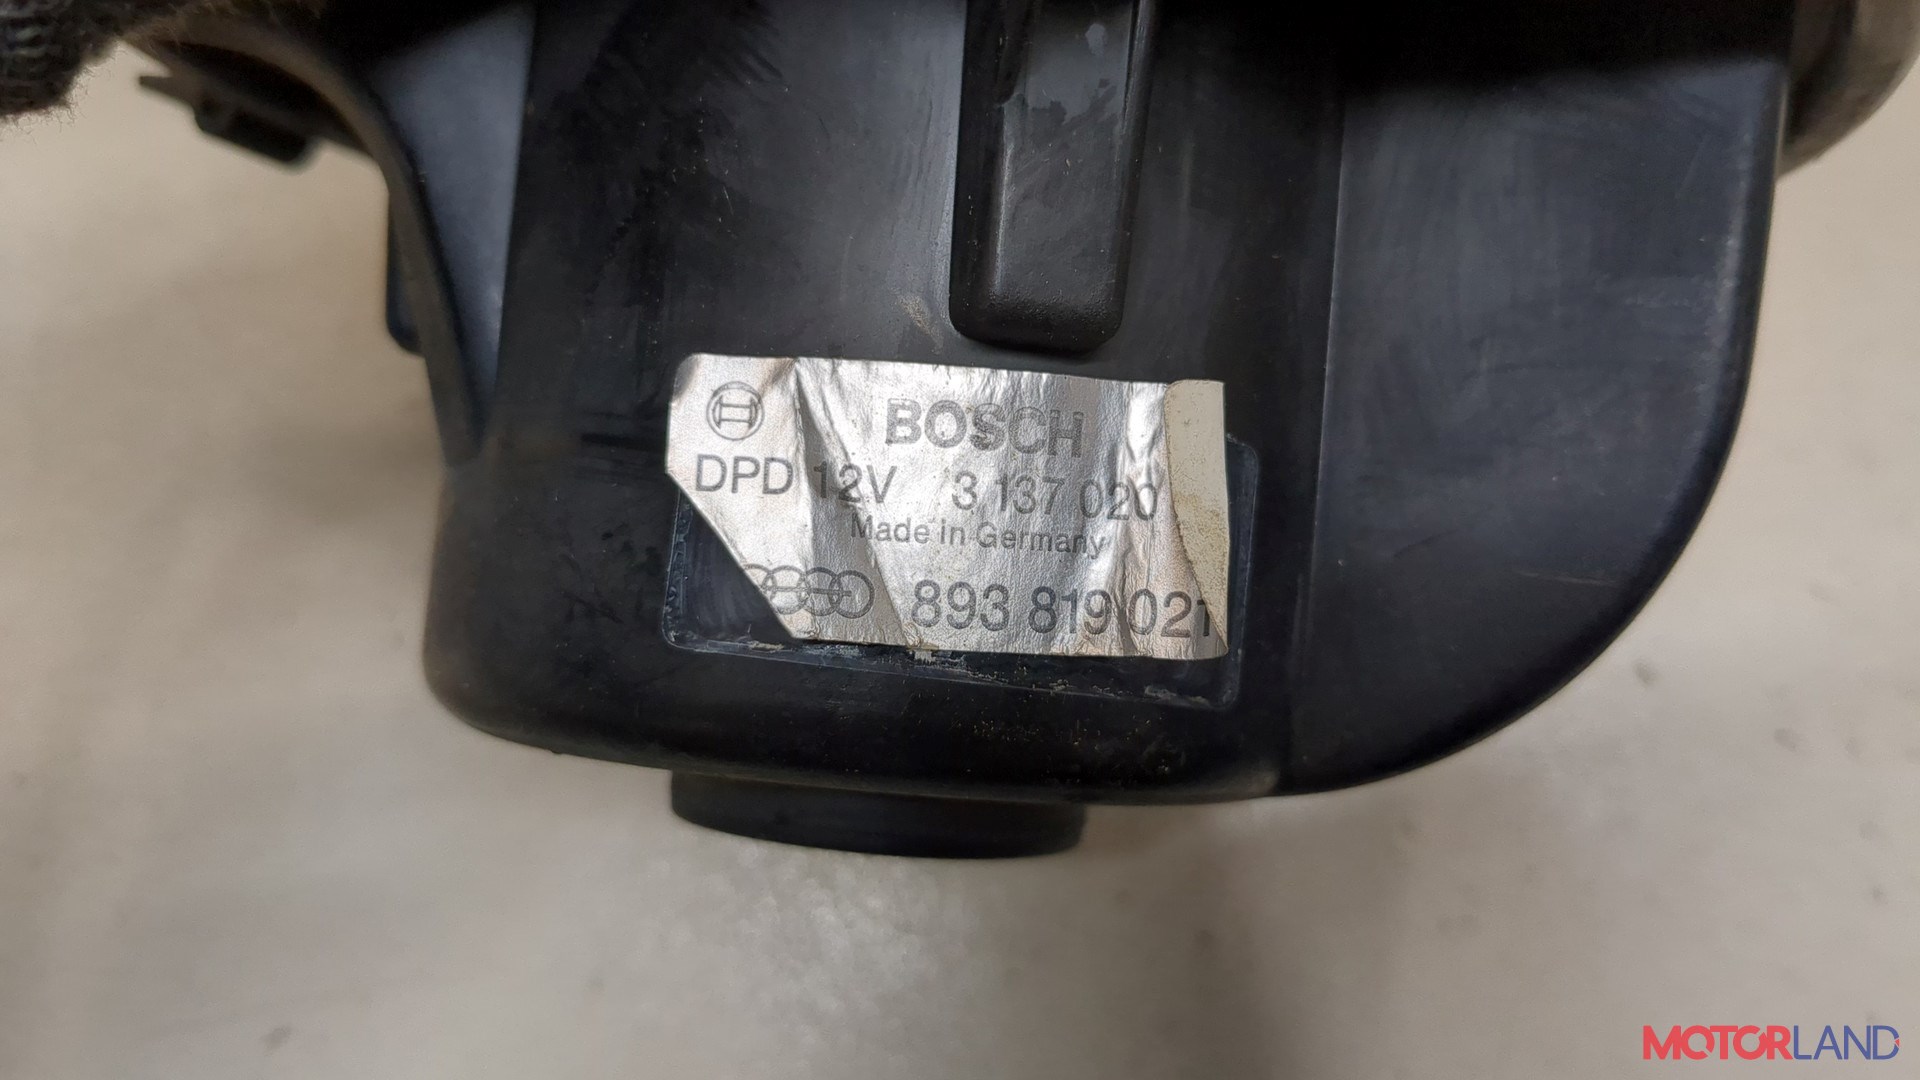 BOSCH
DPD 12V 3 137 020
Made in Germany
893 819 021
MOTORLAND